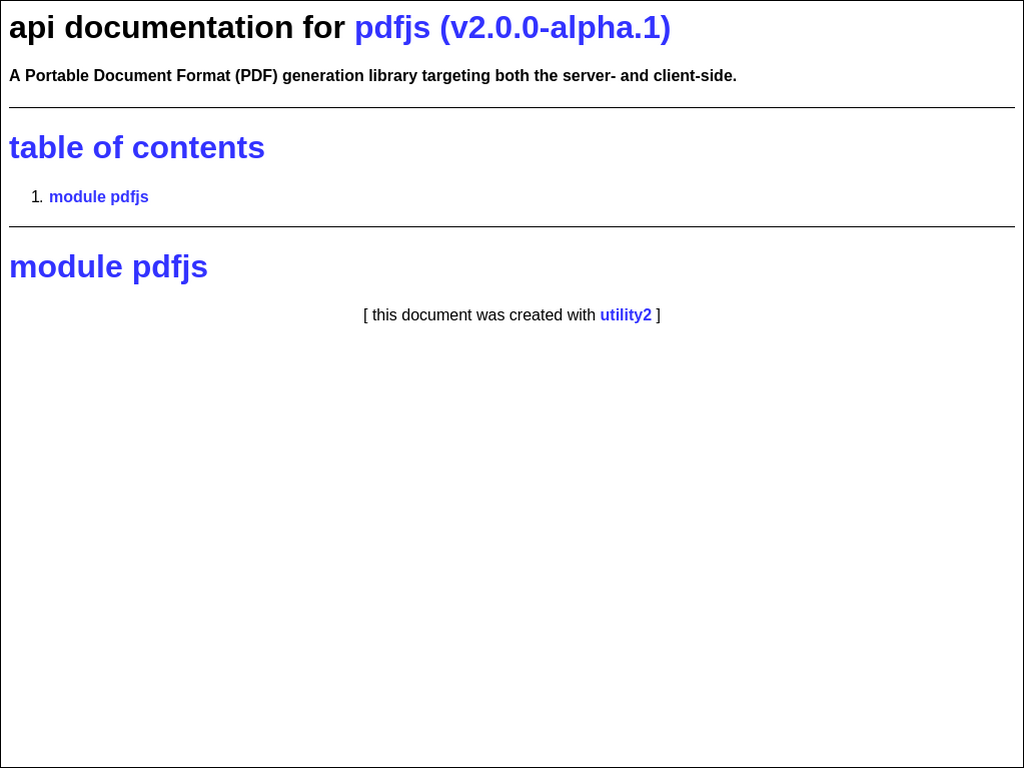 api documentation for pdfjs (v2.0.0-alpha.1)
A Portable Document Format (PDF) generation library targeting both the server- and client-side.
table of contents
1. module pdfjs
module pdfjs
[ this document was created with utility2 ]